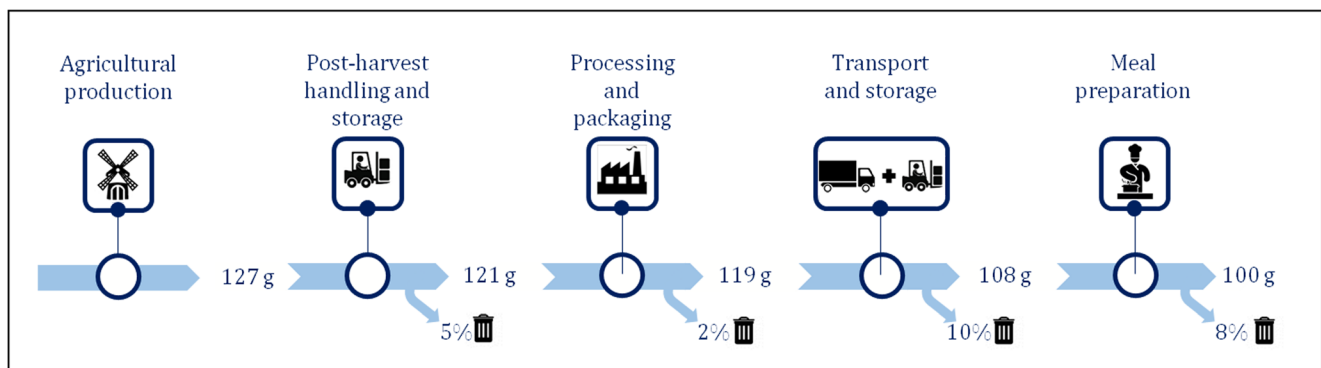 Agricultural
production
Post-harvest
handling and
storage
Processing
and
packaging
Transport
and storage
Meal
preparation
127 g
121 g
119 g
108 g
100 g
5%
2%
10%
8%